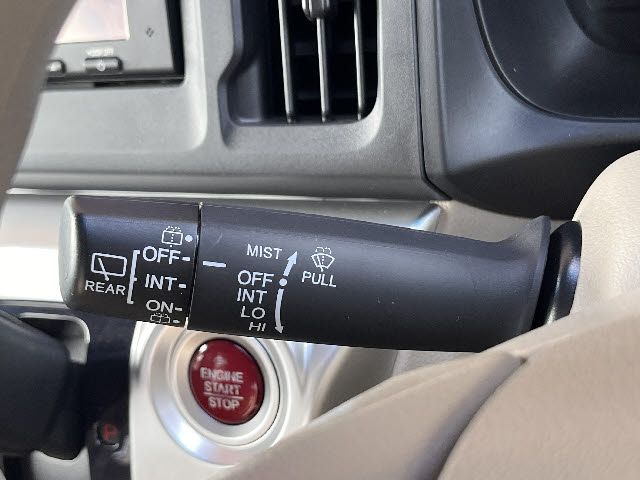 OFF
INT
ON
REAR
MIST
OFF
INT
LO
HI
PULL
ENGINE
START
STOP
P